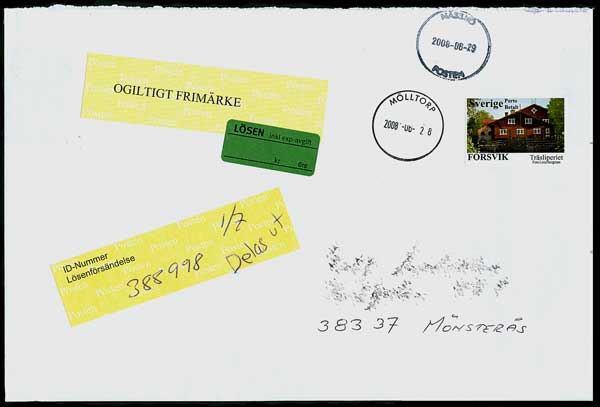 2008-06-29
POSTEN
MÖLLTORP
2008-06-28
Sverige Porto
Betalt
FORSVIK Träsliperiet
OGILTIGT FRIMÄRKE
LÖSEN inkl exp-avgift
kr öre
ID-Nummer
Lösenförsändelse
388998
1/7
Delas ut
Posten
383 37 MÖNSTERÅS